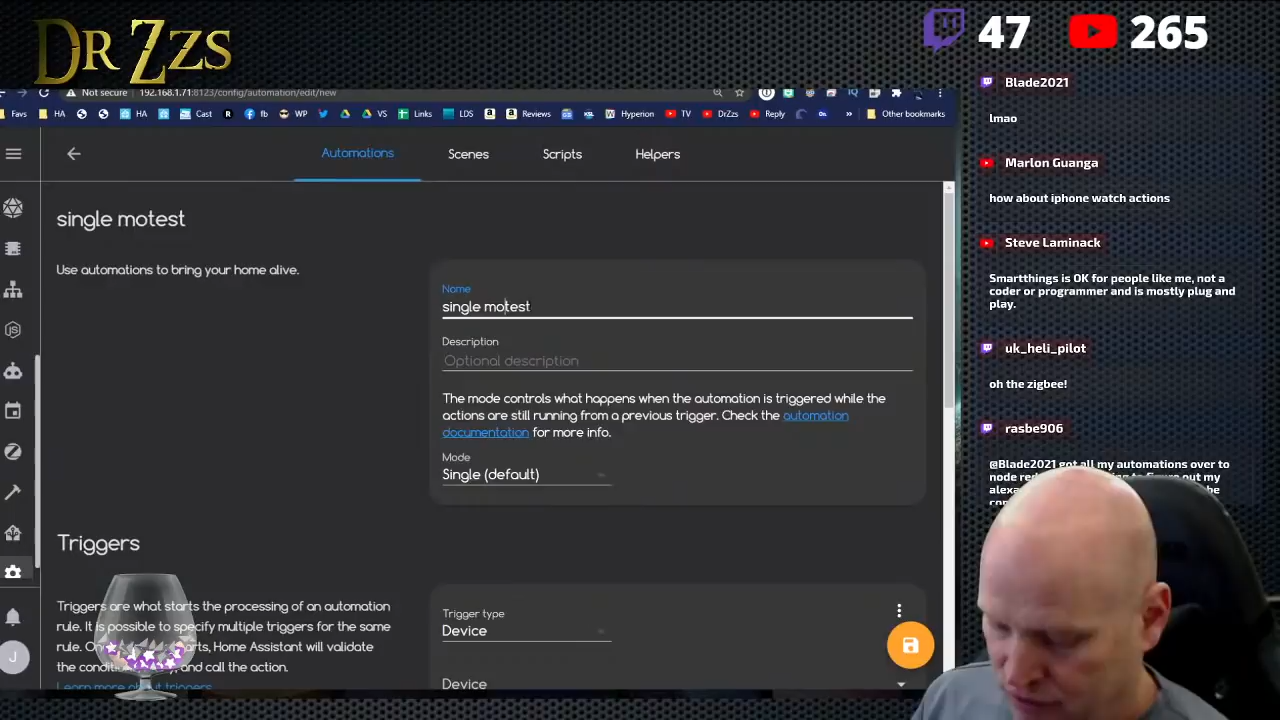 DR ZZS
47
265
Not secure 192.168.1.71:8123/config/automation/edit/new
Favs HA HA Cast fb WP VS Links LDS Reviews Hyperion TV DrZzs Reply Other bookmarks
Automations Scenes Scripts Helpers
single motest
Use automations to bring your home alive.
Name
single motest
Description
Optional description
The mode controls what happens when the automation is triggered while the
actions are still running from a previous trigger. Check the automation
documentation for more info.
Mode
Single (default)
Triggers
Triggers are what starts the processing of an automation
rule. It is possible to specify multiple triggers for the same
rule. Home Assistant will validate
the and call the action.
Learn more about triggers
Trigger type
Device
Device
J
Blade2021
lmao
Marlon Guanga
how about iphone watch actions
Steve Laminack
Smartthings is OK for people like me, not a
coder or programmer and is mostly plug and
play.
uk_heli_pilot
oh the zigbee!
rasbe906
@Blade2021 got all my automations over to
node out my